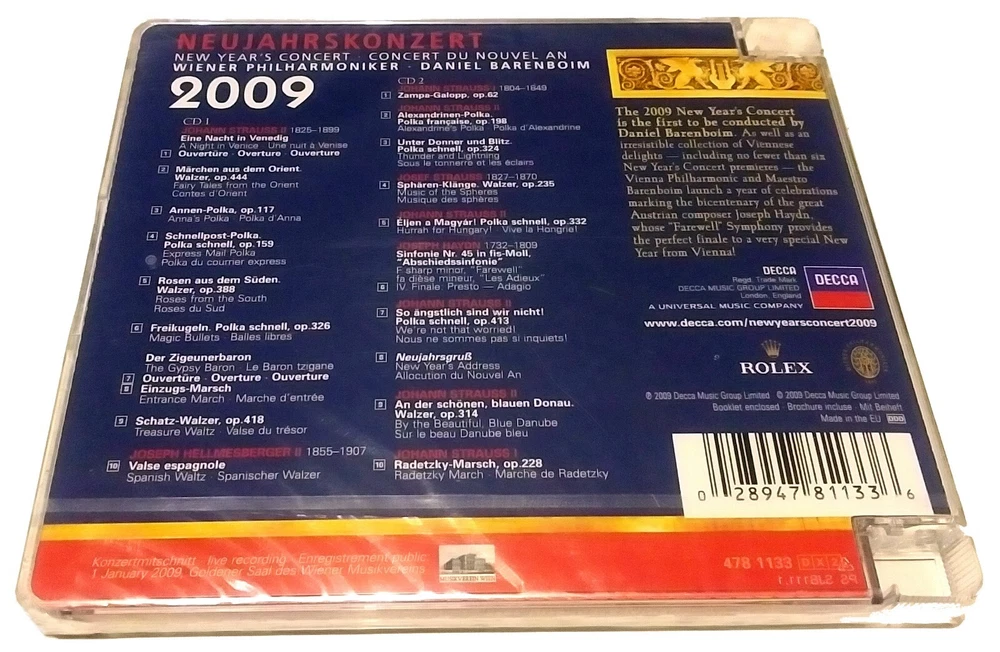 NEUJAHRSKONZERT
NEW YEAR'S CONCERT · CONCERT DU NOUVEL AN
WIENER PHILHARMONIKER · DANIEL BARENBOIM
2009
CD 1
JOHANN STRAUSS II 1825–1899
Eine Nacht in Venedig
A Night in Venice · Une nuit à Venise
1 Ouvertüre · Overture · Ouverture
2 Märchen aus dem Orient.
Walzer, op.444
Fairy Tales from the Orient
Contes d'Orient
3 Annen-Polka, op.117
Anna's Polka · Polka d'Anna
4 Schnellpost-Polka.
Polka schnell, op.159
Express Mail Polka
Polka du courrier express
5 Rosen aus dem Süden.
Walzer, op.388
Roses from the South
Roses du Sud
6 Freikugeln. Polka schnell, op.326
Magic Bullets · Balles libres
Der Zigeunerbaron
The Gypsy Baron · Le Baron tzigane
7 Ouvertüre · Overture · Ouverture
8 Einzugs-Marsch
Entrance March · Marche d'entrée
9 Schatz-Walzer, op.418
Treasure Waltz · Valse du trésor
JOSEPH HELLMESBERGER II 1855–1907
10 Valse espagnole
Spanish Waltz · Spanischer Walzer
CD 2
JOHANN STRAUSS I 1804–1849
1 Zampa-Galopp, op.62
JOHANN STRAUSS II
2 Alexandrinen-Polka.
Polka française, op.198
Alexandrine's Polka · Polka d'Alexandrine
3 Unter Donner und Blitz.
Polka schnell, op.324
Thunder and Lightning
Sous le tonnerre et les éclairs
JOSEF STRAUSS 1827–1870
4 Sphären-Klänge. Walzer, op.235
Music of the Spheres
Musique des sphères
JOHANN STRAUSS II
5 Éljen a Magyár! Polka schnell, op.332
Hurrah for Hungary! · Vive la Hongrie!
JOSEPH HAYDN 1732–1809
Sinfonie Nr. 45 in fis-Moll,
"Abschiedssinfonie"
F sharp minor, "Farewell"
fa dièse mineur, "Les Adieux"
6 IV. Finale: Presto — Adagio
JOHANN STRAUSS II
7 So ängstlich sind wir nicht!
Polka schnell, op.413
We're not that worried!
Nous ne sommes pas si inquiets!
8 Neujahrsgruß
New Year's Address
Allocution du Nouvel An
JOHANN STRAUSS II
9 An der schönen, blauen Donau.
Walzer, op.314
By the Beautiful, Blue Danube
Sur le beau Danube bleu
JOHANN STRAUSS I
10 Radetzky-Marsch, op.228
Radetzky March · Marche de Radetzky
The 2009 New Year's Concert
is the first to be conducted by
Daniel Barenboim. As well as an
irresistible collection of Viennese
delights — including no fewer than six
New Year's Concert premieres — the
Vienna Philharmonic and Maestro
Barenboim launch a year of celebrations
marking the bicentenary of the great
Austrian composer Joseph Haydn,
whose "Farewell" Symphony provides
the perfect finale to a very special New
Year from Vienna!
DECCA
Regd. Trade Mark
DECCA MUSIC GROUP LIMITED
London, England
A UNIVERSAL MUSIC COMPANY
DECCA
www.decca.com/newyearsconcert2009
ROLEX
℗ 2009 Decca Music Group Limited © 2009 Decca Music Group Limited
Booklet enclosed · Brochure incluse · Mit Beiheft
Made in the EU DDD
0 28947 81133 6
Konzertmitschnitt · live recording · Enregistrement public
1 January 2009, Goldener Saal des Wiener Musikvereins
MUSIKVEREIN WIEN
478 1133 DX2